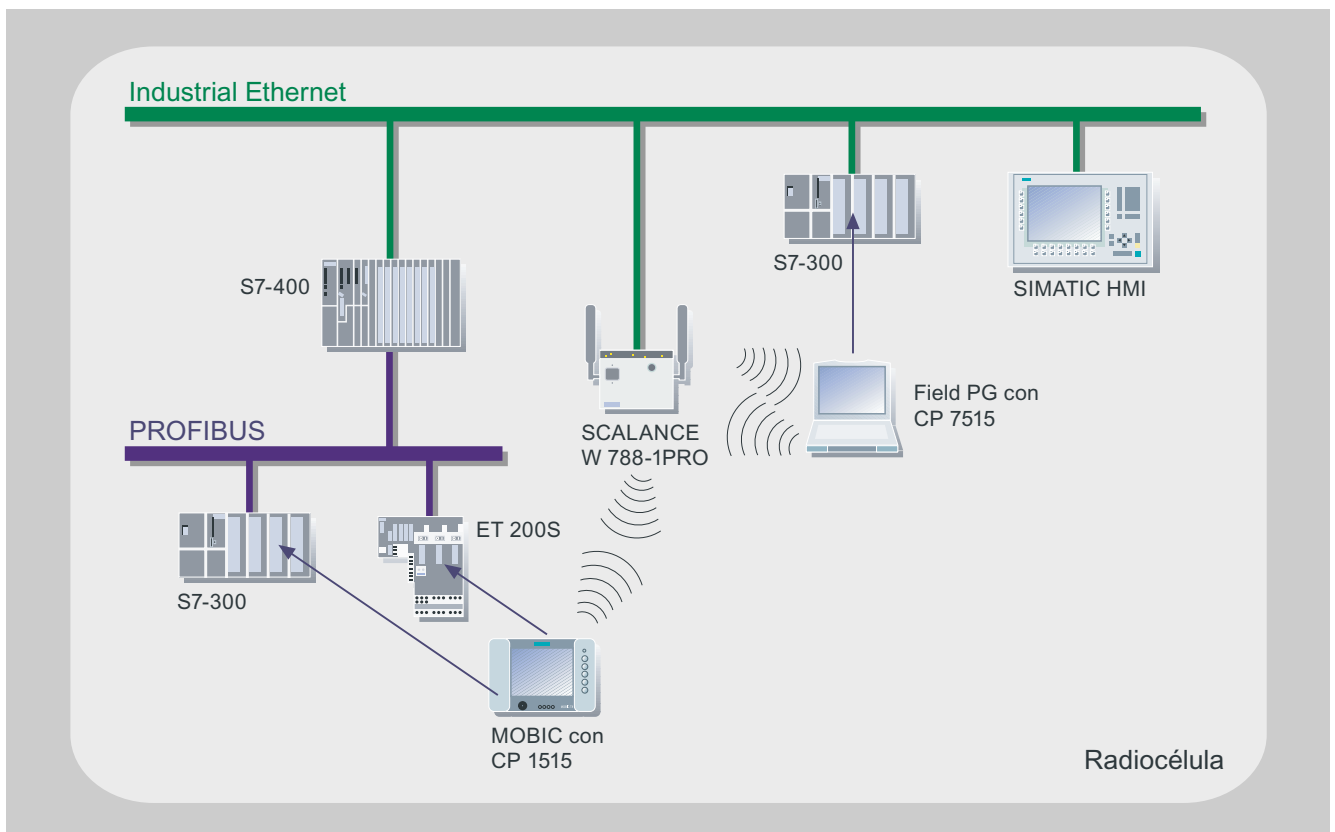 Industrial Ethernet
S7-400
S7-300
SIMATIC HMI
PROFIBUS
SCALANCE
W 788-1PRO
Field PG con
CP 7515
S7-300
ET 200S
MOBIC con
CP 1515
Radiocélula